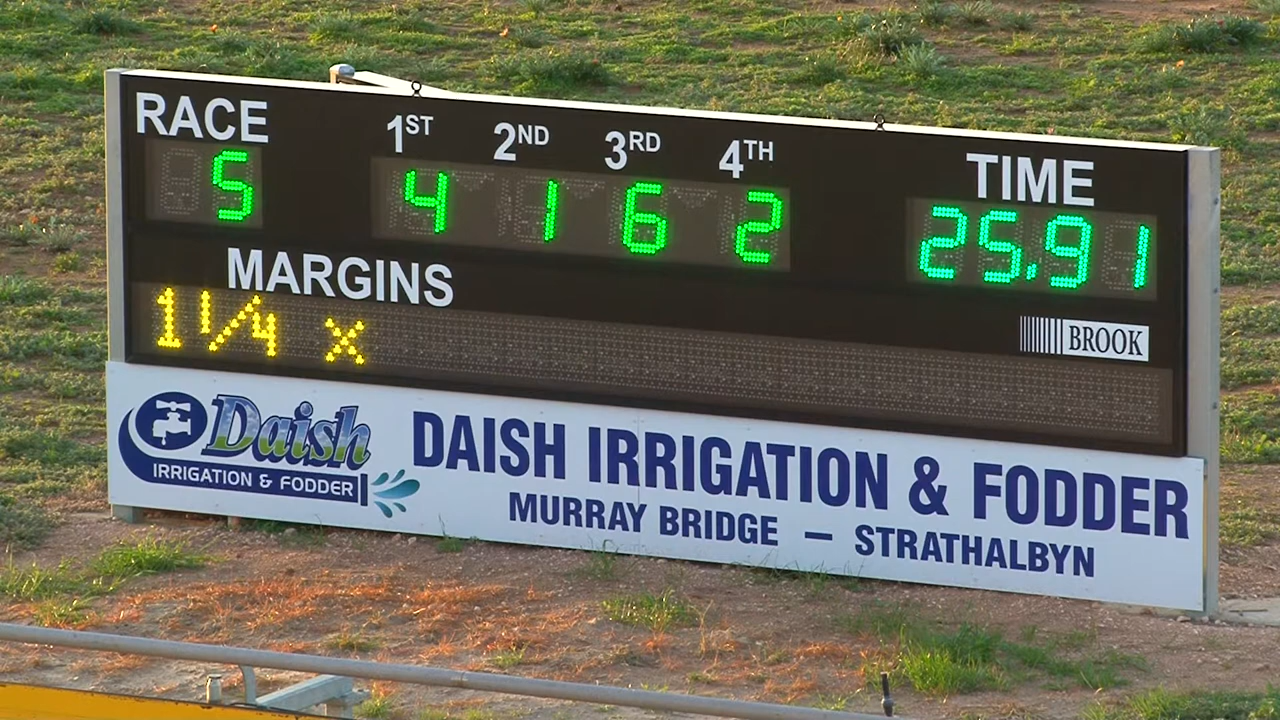 RACE 1ST 2ND 3RD 4TH TIME
5 4 1 6 2 25.91
MARGINS
1 1/4 x
BROOK
Daish
IRRIGATION & FODDER
DAISH IRRIGATION & FODDER
MURRAY BRIDGE – STRATHALBYN